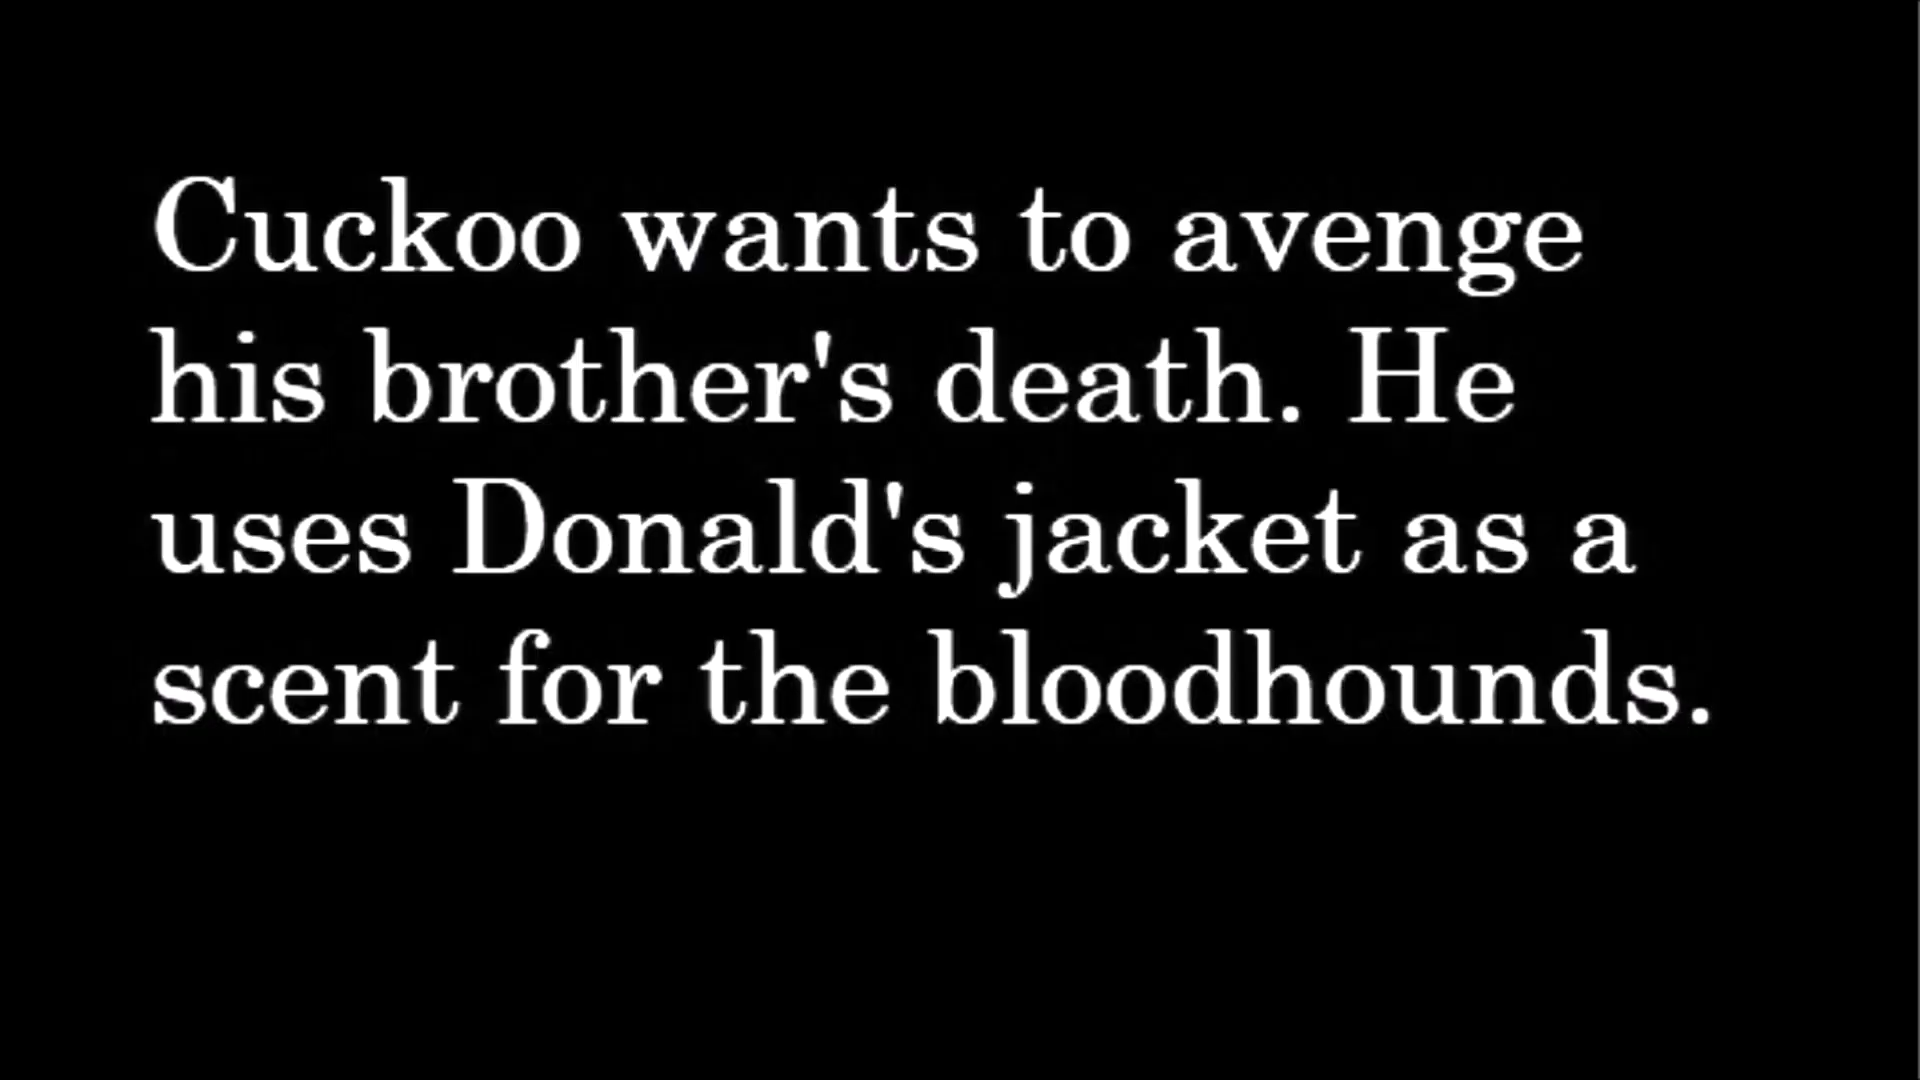 Cuckoo wants to avenge
his brother's death. He
uses Donald's jacket as a
scent for the bloodhounds.